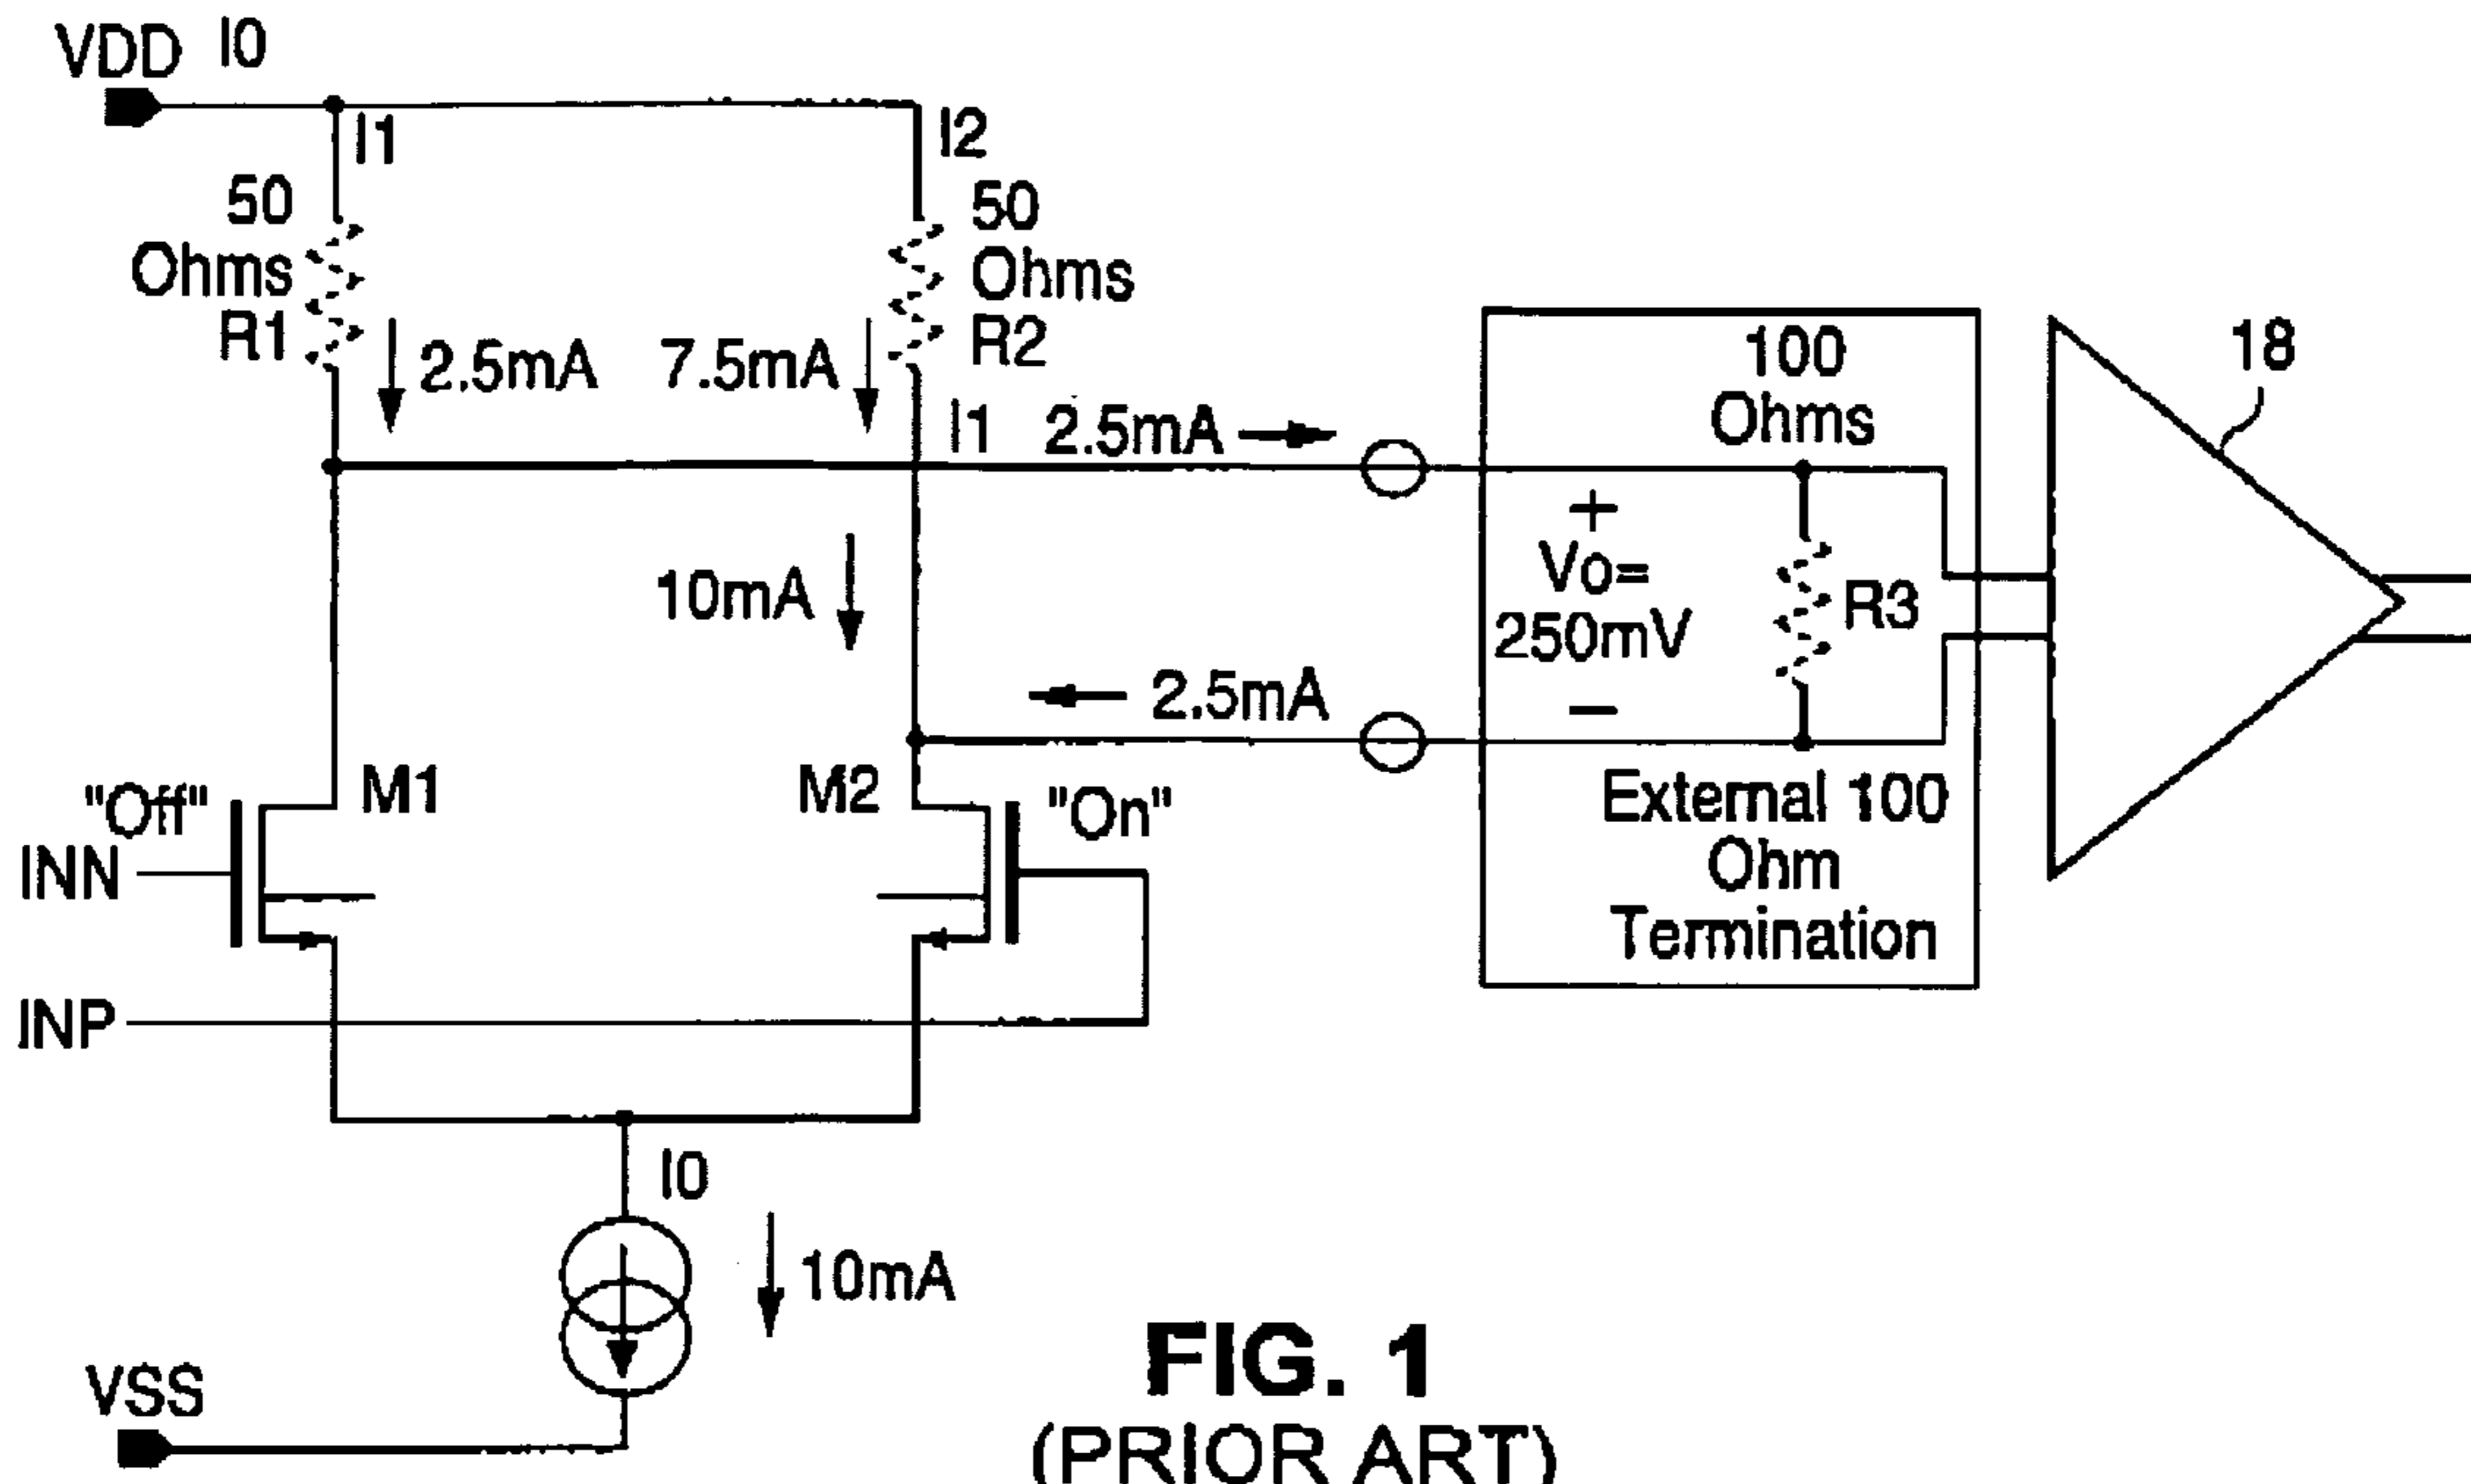 VDD I0
I1
I2
50
Ohms
R1
50
Ohms
R2
2.5mA
7.5mA
I1
2.5mA
100
Ohms
18
+
Vo=
250mV
−
R3
10mA
2.5mA
M1
M2
"Off"
"On"
INN
INP
External 100
Ohm
Termination
I0
10mA
VSS
FIG. 1
(PRIOR ART)